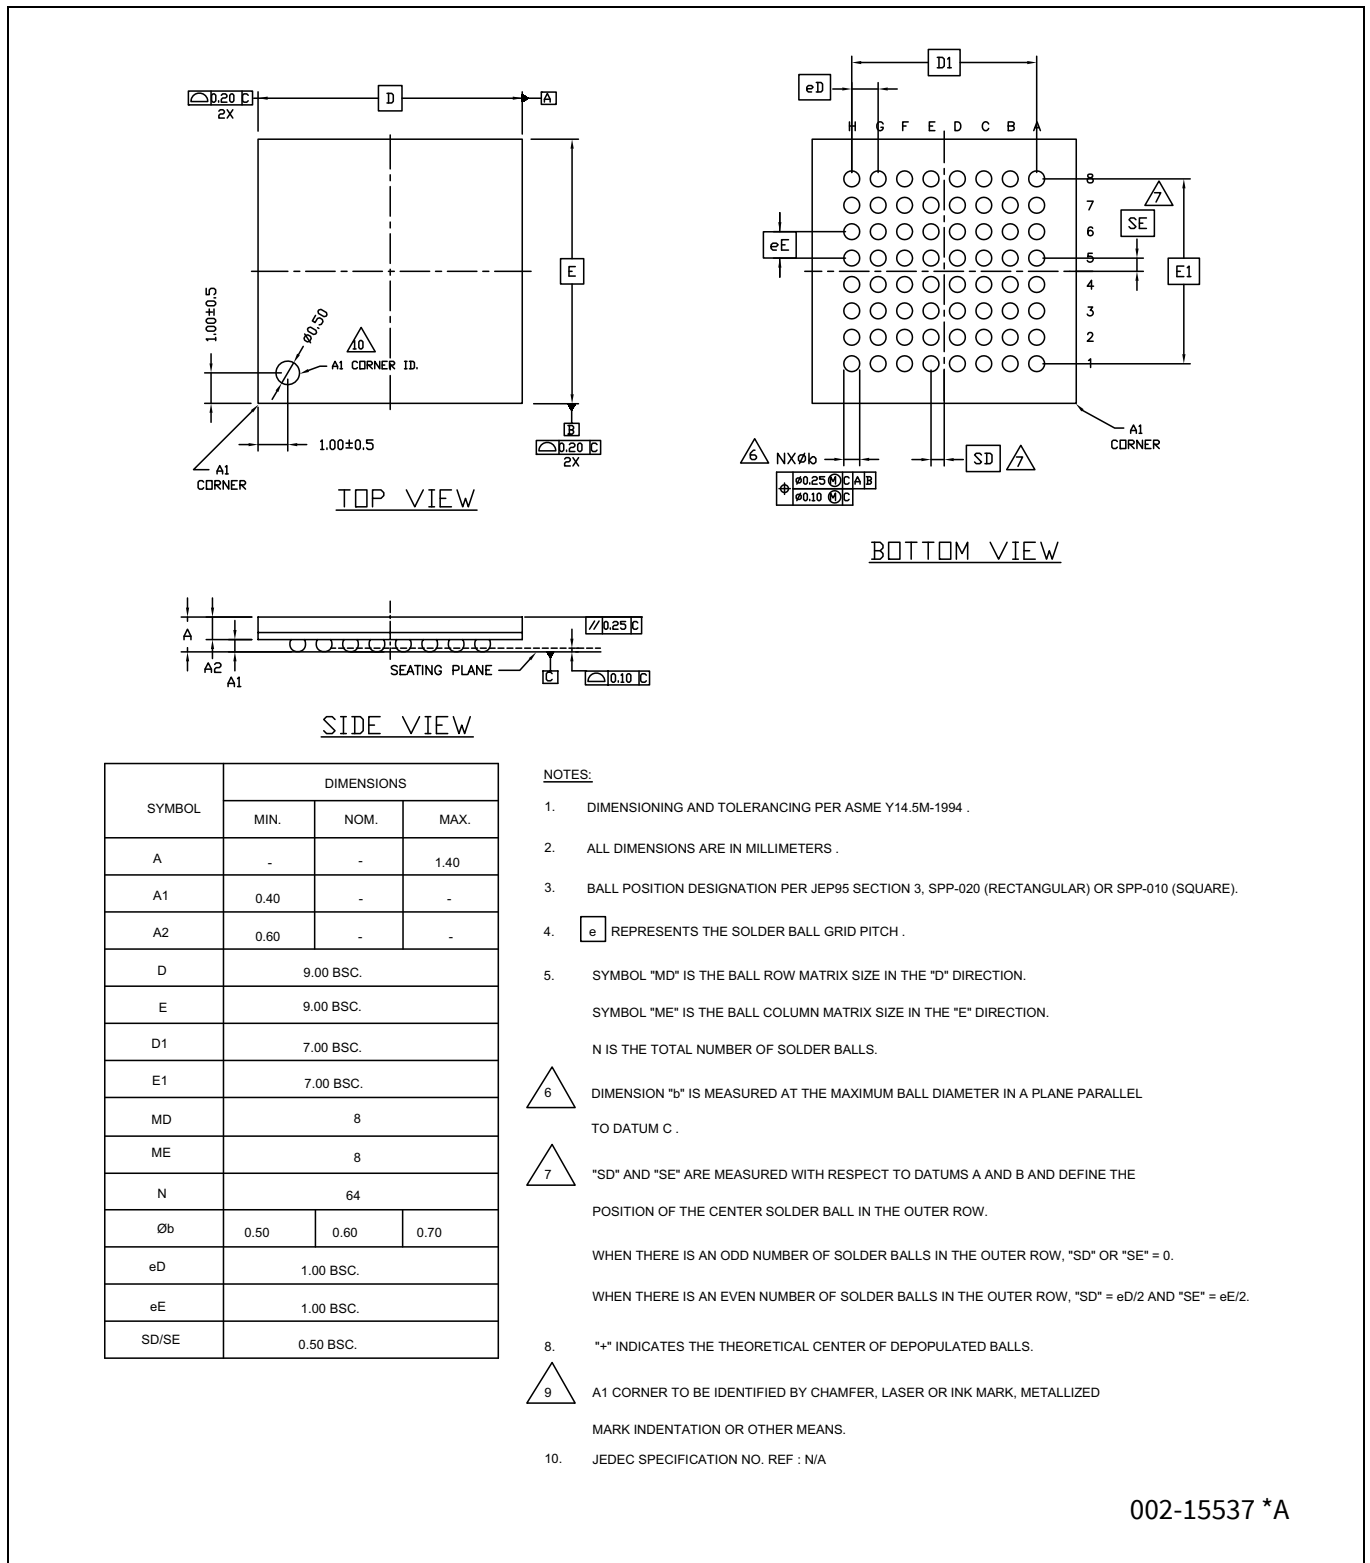 D1
eD
0.20 C
2X
D
A
H G F E D C B A
8
7
6
5
4
3
2
1
7
SE
eE
E1
E
1.00±0.5
ø0.50
10
A1 CORNER ID.
1.00±0.5
B
0.20 C
2X
A1
CORNER
A1
CORNER
6 NXøb
SD 7
ø0.25 M C A B
ø0.10 M C
TOP VIEW
BOTTOM VIEW
A
A2
A1
// 0.25 C
SEATING PLANE
C
0.10 C
SIDE VIEW
SYMBOL DIMENSIONS
MIN. NOM. MAX.
A - - 1.40
A1 0.40 - -
A2 0.60 - -
D 9.00 BSC.
E 9.00 BSC.
D1 7.00 BSC.
E1 7.00 BSC.
MD 8
ME 8
N 64
Øb 0.50 0.60 0.70
eD 1.00 BSC.
eE 1.00 BSC.
SD/SE 0.50 BSC.
NOTES:
1. DIMENSIONING AND TOLERANCING PER ASME Y14.5M-1994 .
2. ALL DIMENSIONS ARE IN MILLIMETERS .
3. BALL POSITION DESIGNATION PER JEP95 SECTION 3, SPP-020 (RECTANGULAR) OR SPP-010 (SQUARE).
4. e REPRESENTS THE SOLDER BALL GRID PITCH .
5. SYMBOL "MD" IS THE BALL ROW MATRIX SIZE IN THE "D" DIRECTION.
SYMBOL "ME" IS THE BALL COLUMN MATRIX SIZE IN THE "E" DIRECTION.
N IS THE TOTAL NUMBER OF SOLDER BALLS.
6 DIMENSION "b" IS MEASURED AT THE MAXIMUM BALL DIAMETER IN A PLANE PARALLEL
TO DATUM C .
7 "SD" AND "SE" ARE MEASURED WITH RESPECT TO DATUMS A AND B AND DEFINE THE
POSITION OF THE CENTER SOLDER BALL IN THE OUTER ROW.
WHEN THERE IS AN ODD NUMBER OF SOLDER BALLS IN THE OUTER ROW, "SD" OR "SE" = 0.
WHEN THERE IS AN EVEN NUMBER OF SOLDER BALLS IN THE OUTER ROW, "SD" = eD/2 AND "SE" = eE/2.
8. "+" INDICATES THE THEORETICAL CENTER OF DEPOPULATED BALLS.
9 A1 CORNER TO BE IDENTIFIED BY CHAMFER, LASER OR INK MARK, METALLIZED
MARK INDENTATION OR OTHER MEANS.
10. JEDEC SPECIFICATION NO. REF : N/A
002-15537 *A